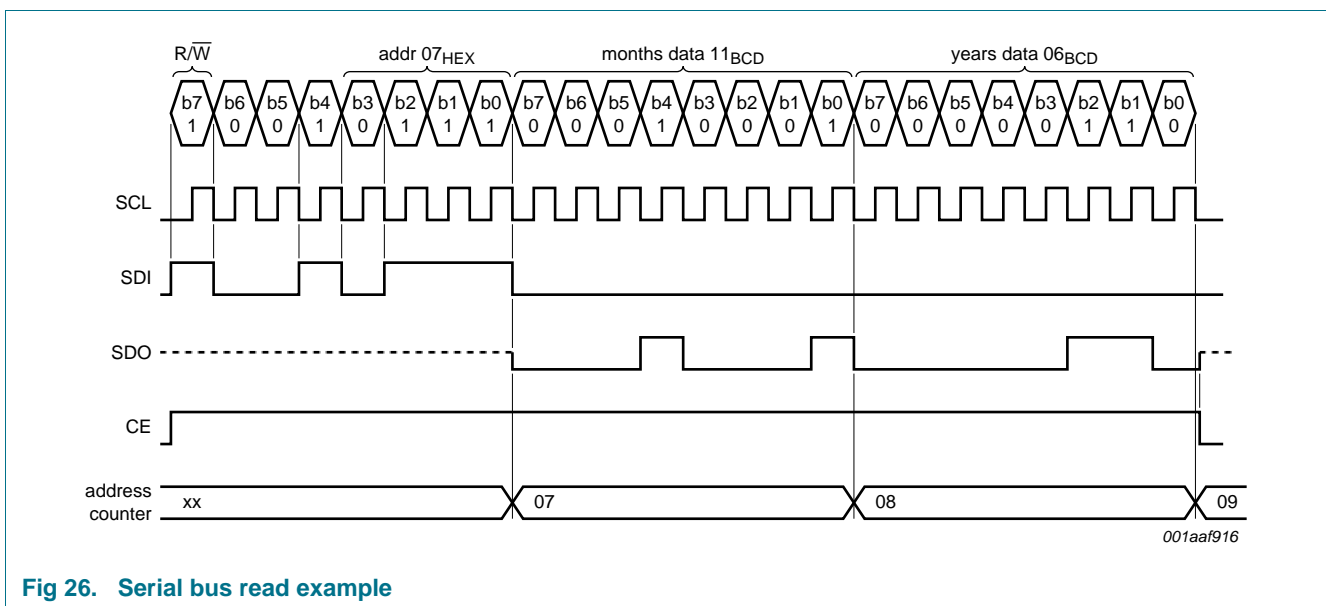 R/W addr 07HEX months data 11BCD years data 06BCD
b7 b6 b5 b4 b3 b2 b1 b0 b7 b6 b5 b4 b3 b2 b1 b0 b7 b6 b5 b4 b3 b2 b1 b0
1 0 0 1 0 1 1 1 0 0 0 1 0 0 0 1 0 0 0 0 0 1 1 0
SCL
SDI
SDO
CE
address
counter
xx 07 08 09
001aaf916
Fig 26. Serial bus read example